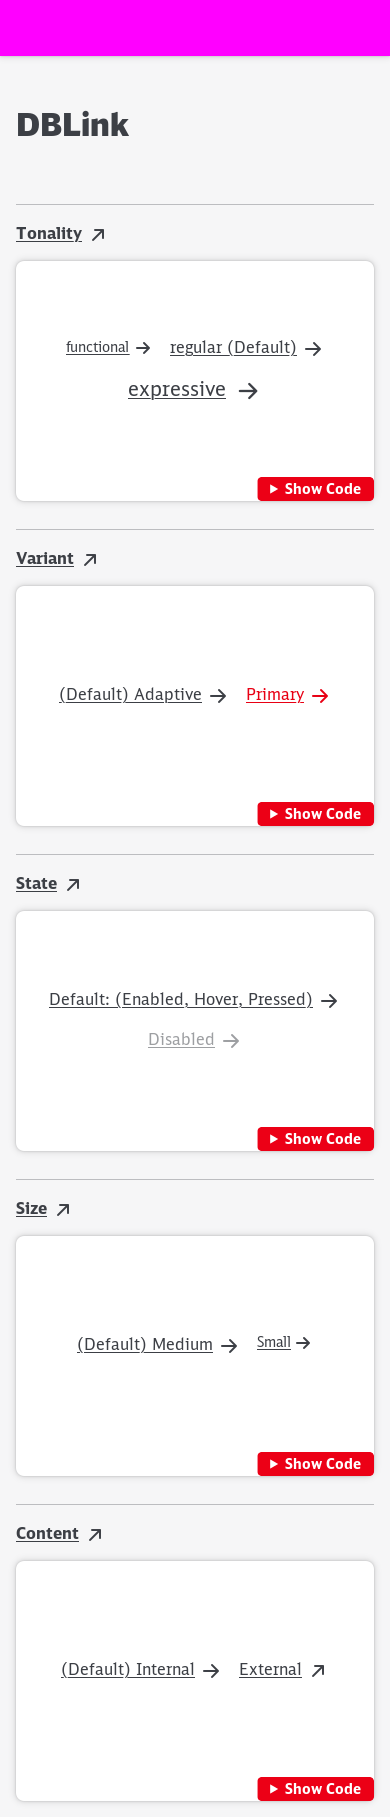 DBLink
Tonality
functional regular (Default)
expressive
Show Code
Variant
(Default) Adaptive Primary
Show Code
State
Default: (Enabled, Hover, Pressed)
Disabled
Show Code
Size
(Default) Medium Small
Show Code
Content
(Default) Internal External
Show Code